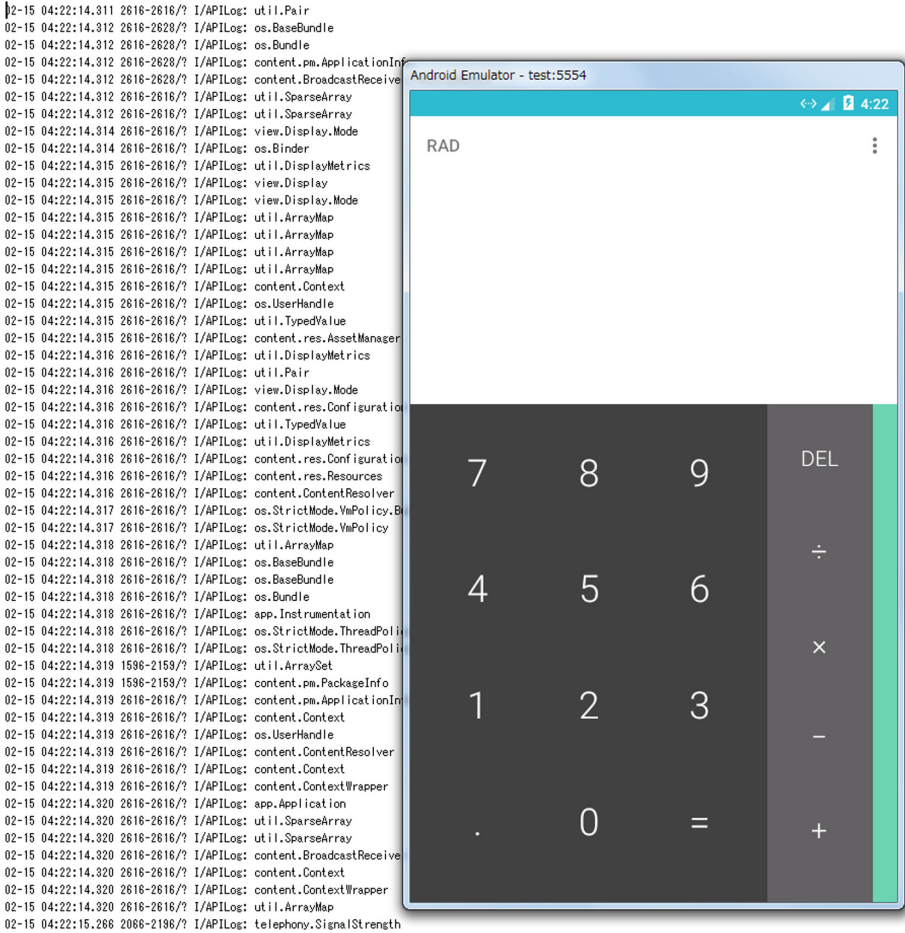 02-15 04:22:14.311 2616-2616/? I/APILog: util.Pair
02-15 04:22:14.312 2616-2628/? I/APILog: os.BaseBundle
02-15 04:22:14.312 2616-2628/? I/APILog: os.Bundle
02-15 04:22:14.312 2616-2628/? I/APILog: content.pm.ApplicationInf
02-15 04:22:14.312 2616-2628/? I/APILog: content.BroadcastReceive
02-15 04:22:14.312 2616-2616/? I/APILog: util.SparseArray
02-15 04:22:14.312 2616-2616/? I/APILog: util.SparseArray
02-15 04:22:14.314 2616-2616/? I/APILog: view.Display.Mode
02-15 04:22:14.314 2616-2616/? I/APILog: os.Binder
02-15 04:22:14.315 2616-2616/? I/APILog: util.DisplayMetrics
02-15 04:22:14.315 2616-2616/? I/APILog: view.Display
02-15 04:22:14.315 2616-2616/? I/APILog: view.Display.Mode
02-15 04:22:14.315 2616-2616/? I/APILog: util.ArrayMap
02-15 04:22:14.315 2616-2616/? I/APILog: util.ArrayMap
02-15 04:22:14.315 2616-2616/? I/APILog: util.ArrayMap
02-15 04:22:14.315 2616-2616/? I/APILog: util.ArrayMap
02-15 04:22:14.315 2616-2616/? I/APILog: content.Context
02-15 04:22:14.315 2616-2616/? I/APILog: os.UserHandle
02-15 04:22:14.315 2616-2616/? I/APILog: util.TypedValue
02-15 04:22:14.315 2616-2616/? I/APILog: content.res.AssetManager
02-15 04:22:14.316 2616-2616/? I/APILog: util.DisplayMetrics
02-15 04:22:14.316 2616-2616/? I/APILog: util.Pair
02-15 04:22:14.316 2616-2616/? I/APILog: view.Display.Mode
02-15 04:22:14.316 2616-2616/? I/APILog: content.res.Configuratio
02-15 04:22:14.316 2616-2616/? I/APILog: util.TypedValue
02-15 04:22:14.316 2616-2616/? I/APILog: util.DisplayMetrics
02-15 04:22:14.316 2616-2616/? I/APILog: content.res.Configuratio
02-15 04:22:14.316 2616-2616/? I/APILog: content.res.Resources
02-15 04:22:14.316 2616-2616/? I/APILog: content.ContentResolver
02-15 04:22:14.317 2616-2616/? I/APILog: os.StrictMode.VmPolicy.B
02-15 04:22:14.317 2616-2616/? I/APILog: os.StrictMode.VmPolicy
02-15 04:22:14.318 2616-2616/? I/APILog: util.ArrayMap
02-15 04:22:14.318 2616-2616/? I/APILog: os.BaseBundle
02-15 04:22:14.318 2616-2616/? I/APILog: os.BaseBundle
02-15 04:22:14.318 2616-2616/? I/APILog: os.Bundle
02-15 04:22:14.318 2616-2616/? I/APILog: app.Instrumentation
02-15 04:22:14.318 2616-2616/? I/APILog: os.StrictMode.ThreadPoli
02-15 04:22:14.318 2616-2616/? I/APILog: os.StrictMode.ThreadPoli
02-15 04:22:14.319 1596-2159/? I/APILog: util.ArraySet
02-15 04:22:14.319 1596-2159/? I/APILog: content.pm.PackageInfo
02-15 04:22:14.319 2616-2616/? I/APILog: content.pm.ApplicationIn
02-15 04:22:14.319 2616-2616/? I/APILog: content.Context
02-15 04:22:14.319 2616-2616/? I/APILog: os.UserHandle
02-15 04:22:14.319 2616-2616/? I/APILog: content.ContentResolver
02-15 04:22:14.319 2616-2616/? I/APILog: content.Context
02-15 04:22:14.319 2616-2616/? I/APILog: content.ContextWrapper
02-15 04:22:14.320 2616-2616/? I/APILog: app.Application
02-15 04:22:14.320 2616-2616/? I/APILog: util.SparseArray
02-15 04:22:14.320 2616-2616/? I/APILog: util.SparseArray
02-15 04:22:14.320 2616-2616/? I/APILog: content.BroadcastReceive
02-15 04:22:14.320 2616-2616/? I/APILog: content.Context
02-15 04:22:14.320 2616-2616/? I/APILog: content.ContextWrapper
02-15 04:22:14.320 2616-2616/? I/APILog: util.ArrayMap
02-15 04:22:15.266 2066-2196/? I/APILog: telephony.SignalStrength
Android Emulator - test:5554
4:22
RAD
7 8 9 DEL
÷
4 5 6
×
1 2 3
−
. 0 = +